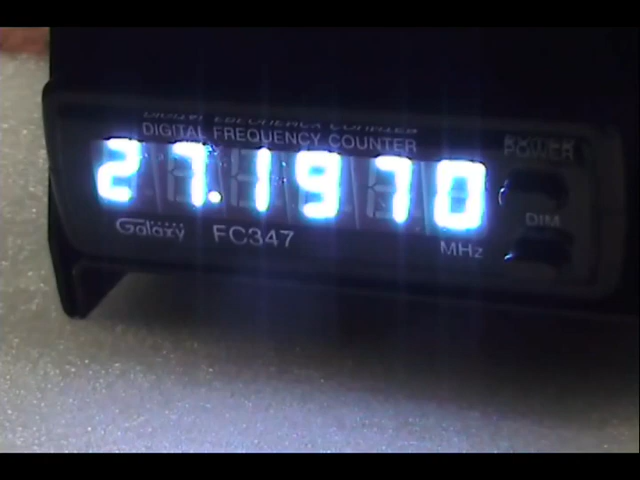 DIGITAL FREQUENCY COUNTER
POWER
27.1970
DIM
Galaxy FC347
MHz